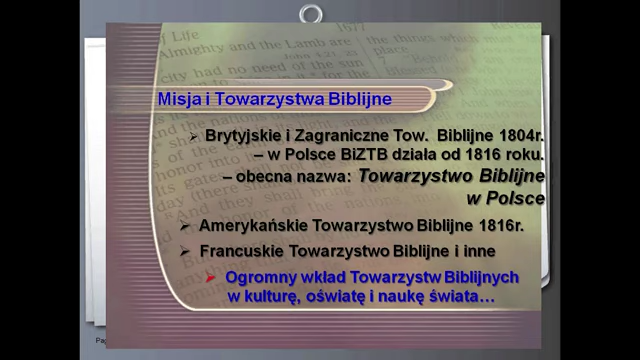 Misja i Towarzystwa Biblijne
➢ Brytyjskie i Zagraniczne Tow. Biblijne 1804r.
– w Polsce BiZTB działa od 1816 roku.
– obecna nazwa: Towarzystwo Biblijne
w Polsce
➢ Amerykańskie Towarzystwo Biblijne 1816r.
➢ Francuskie Towarzystwo Biblijne i inne
➢ Ogromny wkład Towarzystw Biblijnych
w kulturę, oświatę i naukę świata…